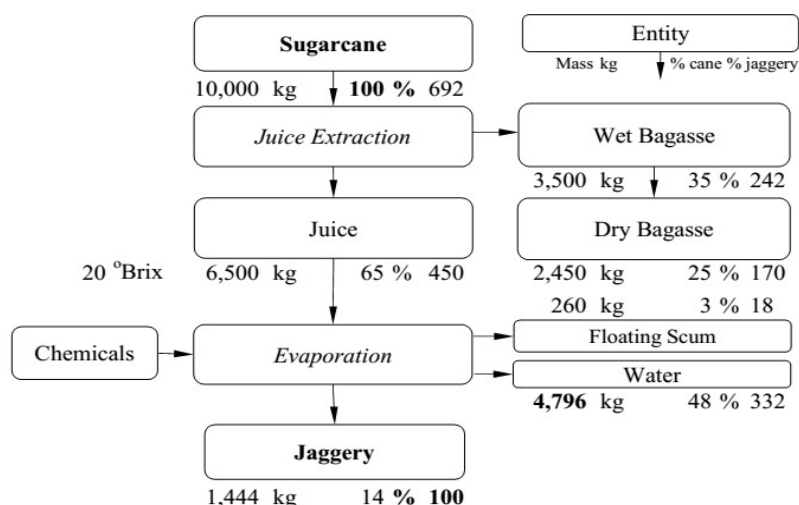 Sugarcane
Entity
Mass kg % cane % jaggery
10,000 kg 100 % 692
Juice Extraction
Wet Bagasse
3,500 kg 35 % 242
Juice
Dry Bagasse
20 °Brix
6,500 kg 65 % 450
2,450 kg 25 % 170
260 kg 3 % 18
Chemicals
Evaporation
Floating Scum
Water
4,796 kg 48 % 332
Jaggery
1,444 kg 14 % 100